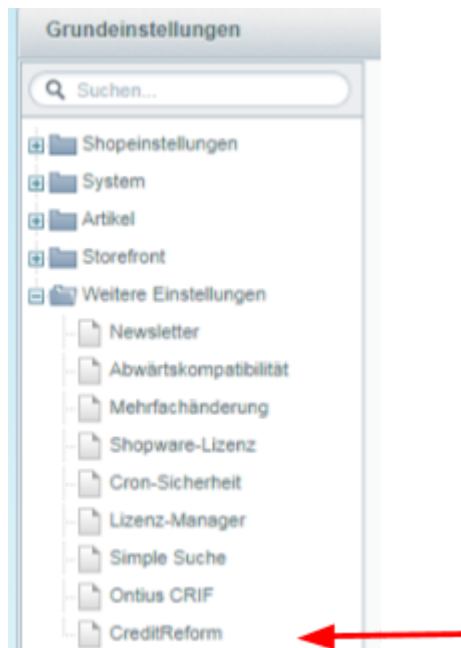 Grundeinstellungen
Suchen...
Shopeinstellungen
System
Artikel
Storefront
Weitere Einstellungen
Newsletter
Abwärtskompatibilität
Mehrfachänderung
Shopware-Lizenz
Cron-Sicherheit
Lizenz-Manager
Simple Suche
Ontius CRIF
CreditReform